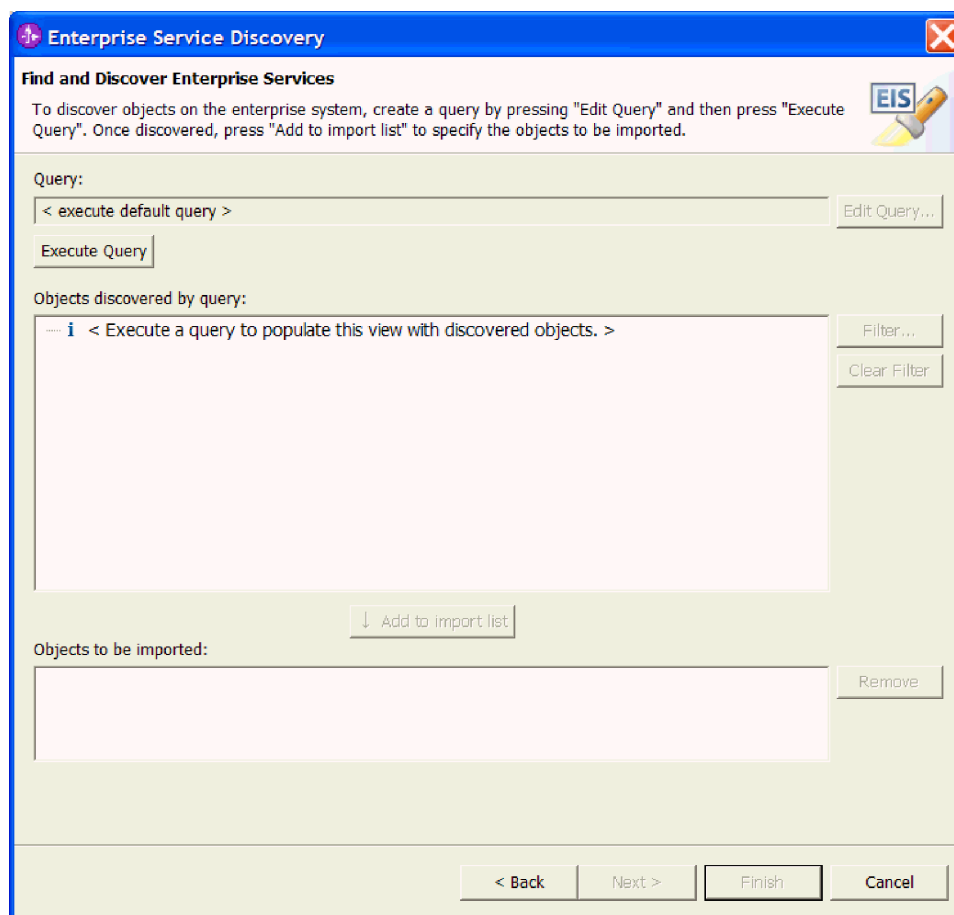 Enterprise Service Discovery
Find and Discover Enterprise Services
To discover objects on the enterprise system, create a query by pressing "Edit Query" and then press "Execute
Query". Once discovered, press "Add to import list" to specify the objects to be imported.
EIS
Query:
< execute default query >
Edit Query...
Execute Query
Objects discovered by query:
i < Execute a query to populate this view with discovered objects. >
Filter...
Clear Filter
↓ Add to import list
Objects to be imported:
Remove
< Back
Next >
Finish
Cancel